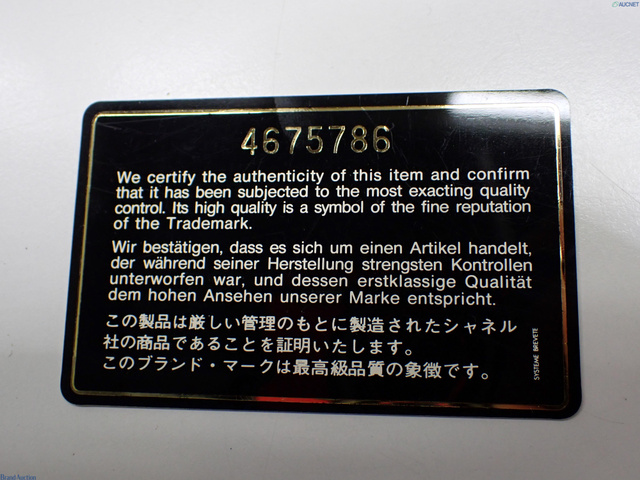 AUCNET
4675786
We certify the authenticity of this item and confirm
that it has been subjected to the most exacting quality
control. Its high quality is a symbol of the fine reputation
of the Trademark.
Wir bestätigen, dass es sich um einen Artikel handelt,
der während seiner Herstellung strengsten Kontrollen
unterworfen war, und dessen erstklassige Qualität
dem hohen Ansehen unserer Marke entspricht.
この製品は厳しい管理のもとに製造されたシャネル
社の商品であることを証明いたします。
このブランド・マークは最高級品質の象徴です。
SYSTEME BREVETE
Brand Auction